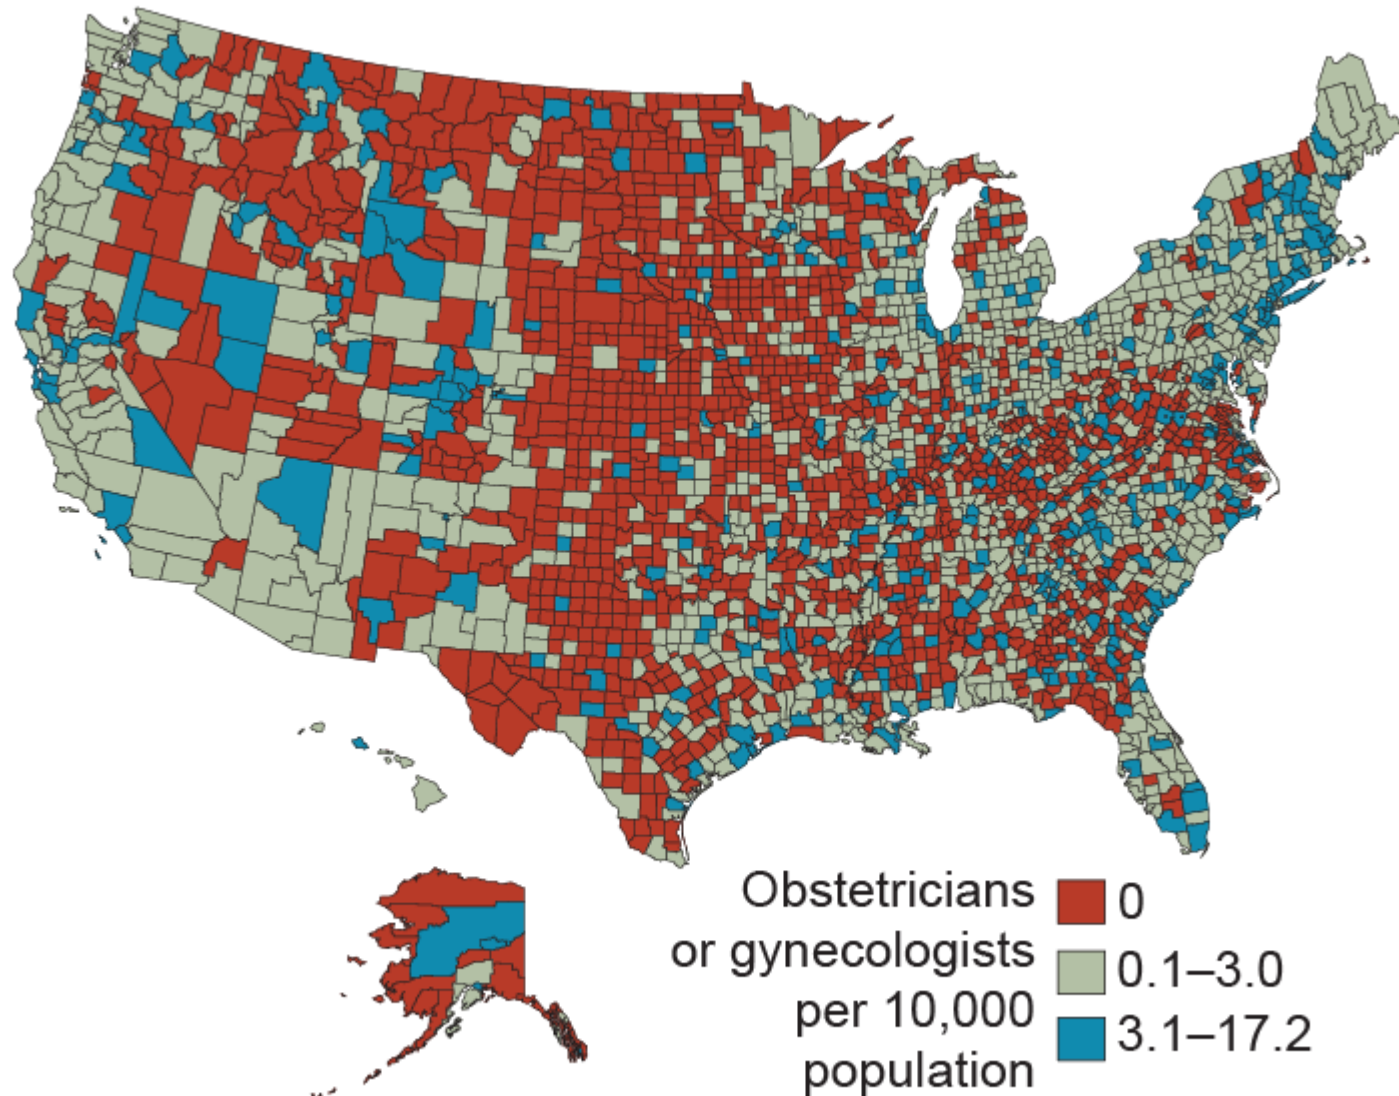 Obstetricians
or gynecologists
per 10,000
population
0
0.1–3.0
3.1–17.2